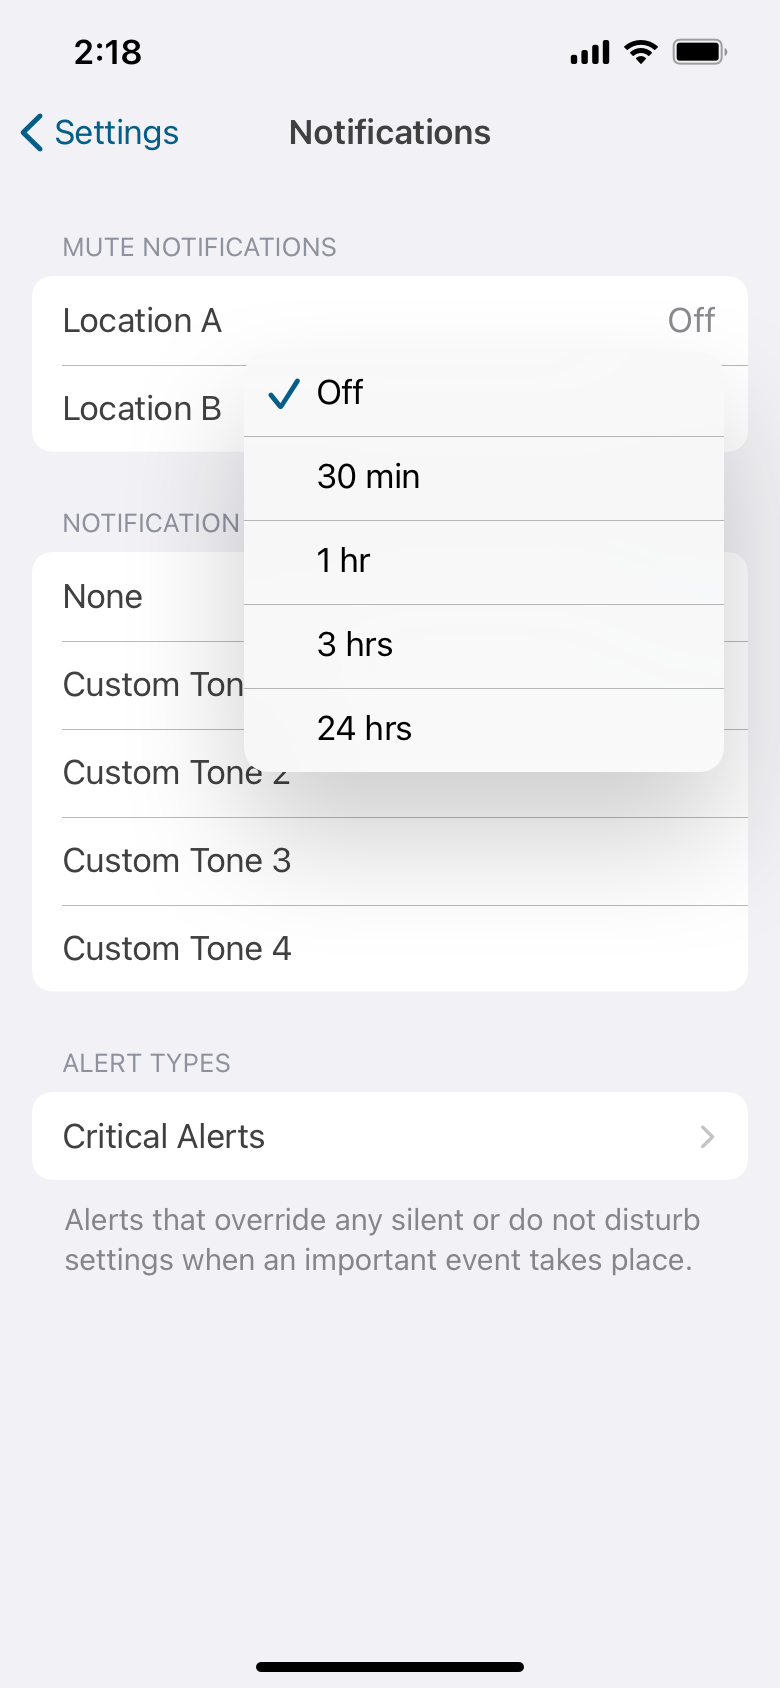 2:18
Settings
Notifications
MUTE NOTIFICATIONS
Location A
Off
Location B
Off
30 min
1 hr
3 hrs
24 hrs
NOTIFICATION
None
Custom Ton
Custom Tone 2
Custom Tone 3
Custom Tone 4
ALERT TYPES
Critical Alerts
Alerts that override any silent or do not disturb
settings when an important event takes place.